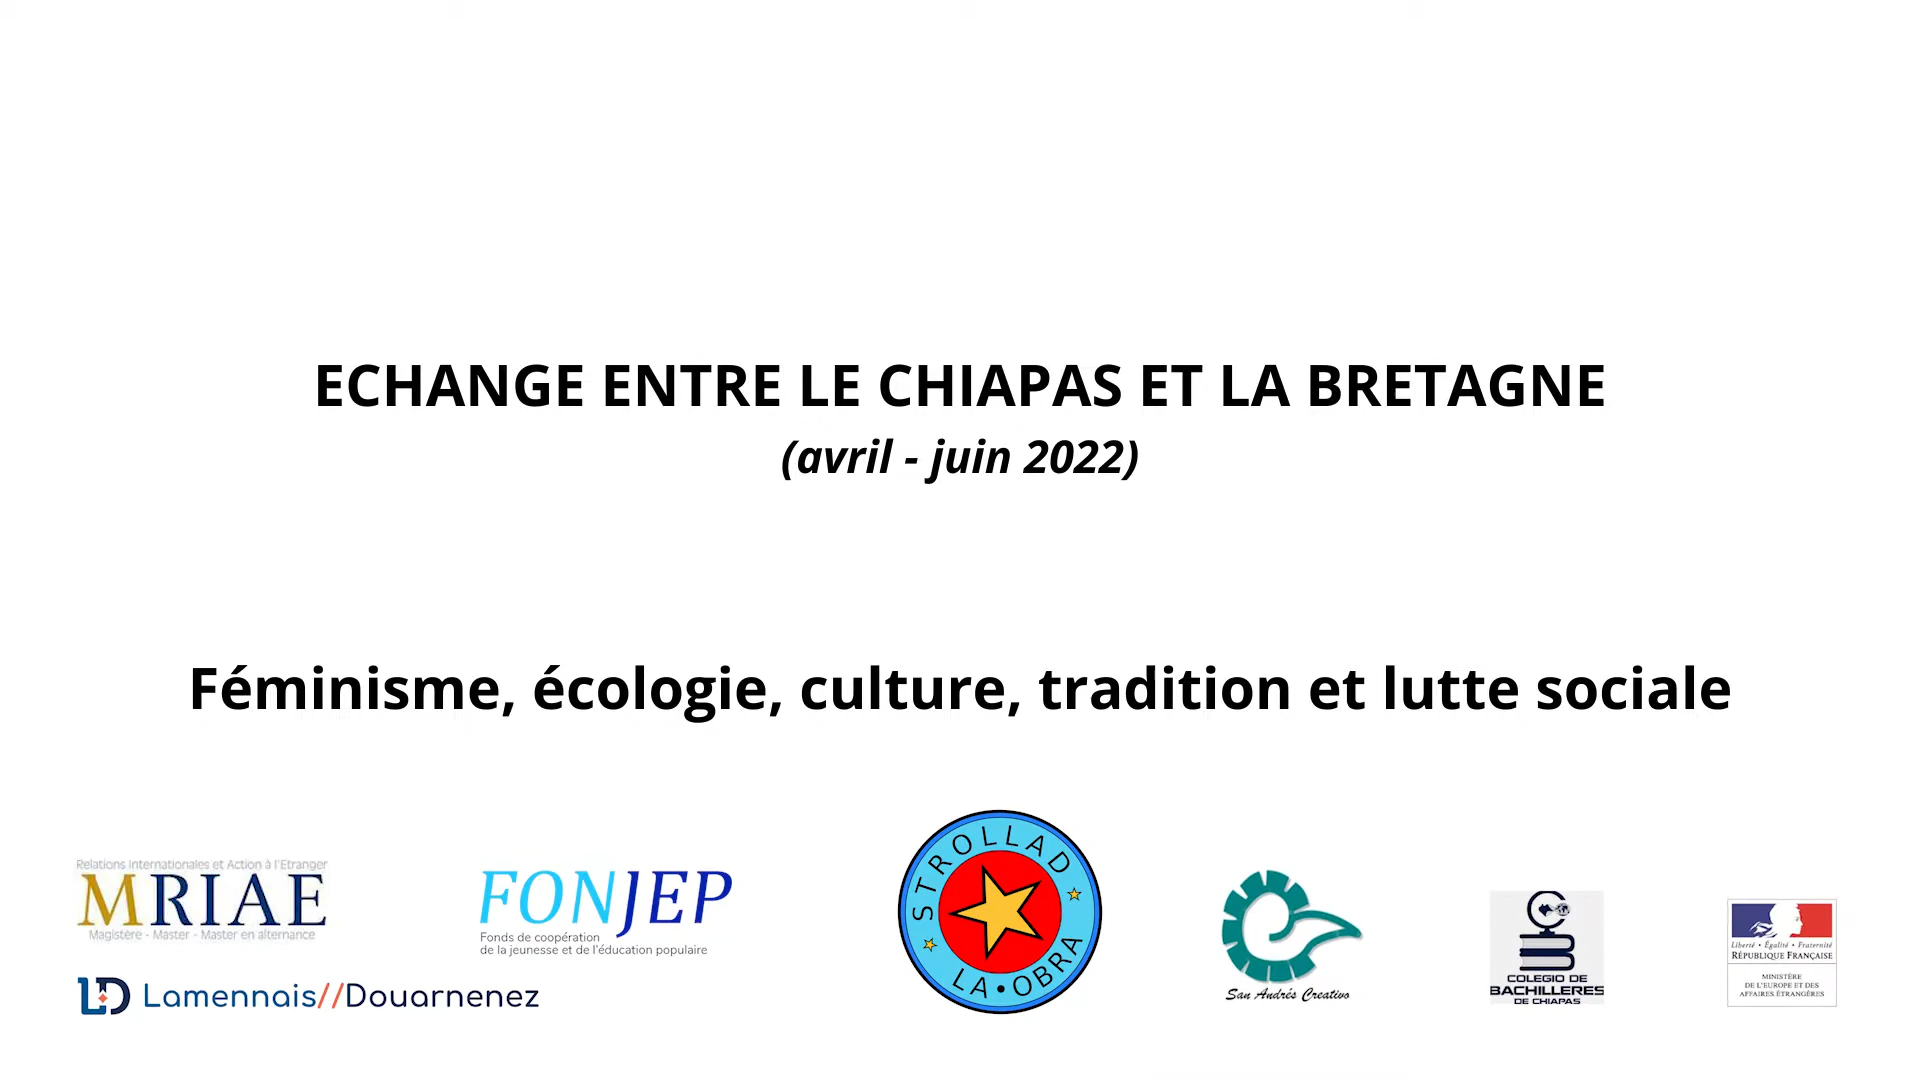 ECHANGE ENTRE LE CHIAPAS ET LA BRETAGNE
(avril - juin 2022)
Féminisme, écologie, culture, tradition et lutte sociale
Relations Internationales et Action à l'Etranger
MRIAE
Magistère - Master - Master en alternance
Lamennais//Douarnenez
FONJEP
Fonds de coopération
de la jeunesse et de l'éducation populaire
STROLLAD
LA • OBRA
San Andrés Creativo
COLEGIO DE
BACHILLERES
DE CHIAPAS
Liberté • Égalité • Fraternité
RÉPUBLIQUE FRANÇAISE
MINISTÈRE
DE L'EUROPE ET DES
AFFAIRES ÉTRANGÈRES